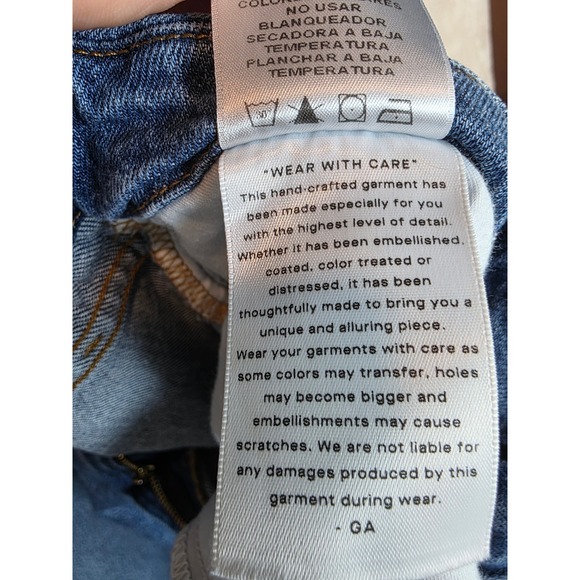 NO USAR
BLANQUEADOR
SECADORA A BAJA
TEMPERATURA
PLANCHAR A BAJA
TEMPERATURA
30
"WEAR WITH CARE"
This hand-crafted garment has
been made especially for you
with the highest level of detail.
Whether it has been embellished,
coated, color treated or
distressed, it has been
thoughtfully made to bring you a
unique and alluring piece.
Wear your garments with care as
some colors may transfer, holes
may become bigger and
embellishments may cause
scratches. We are not liable for
any damages produced by this
garment during wear.
- GA